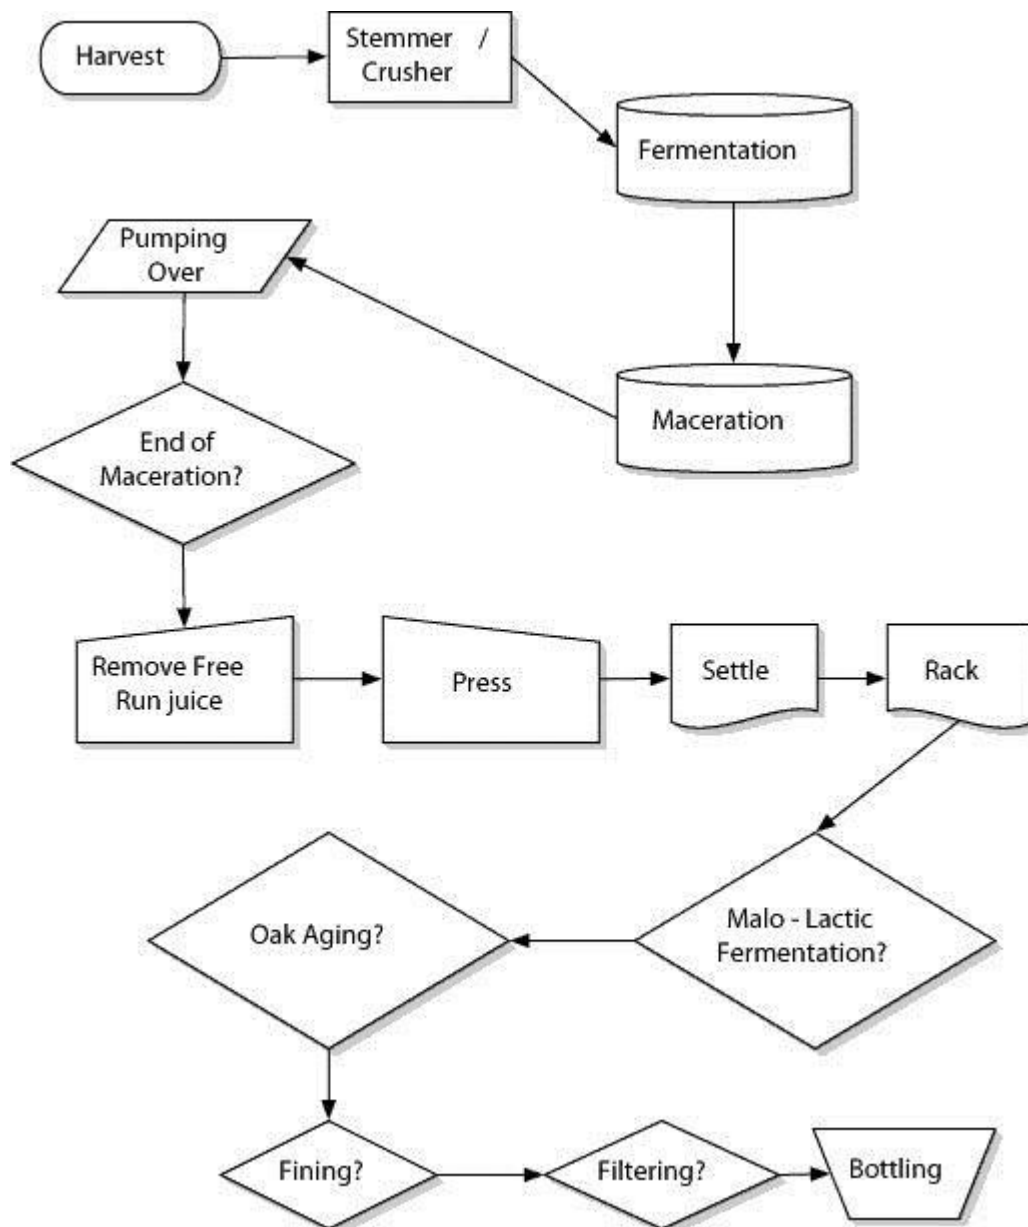 Harvest
Stemmer /
Crusher
Fermentation
Pumping
Over
Maceration
End of
Maceration?
Remove Free
Run juice
Press
Settle
Rack
Oak Aging?
Malo - Lactic
Fermentation?
Fining?
Filtering?
Bottling